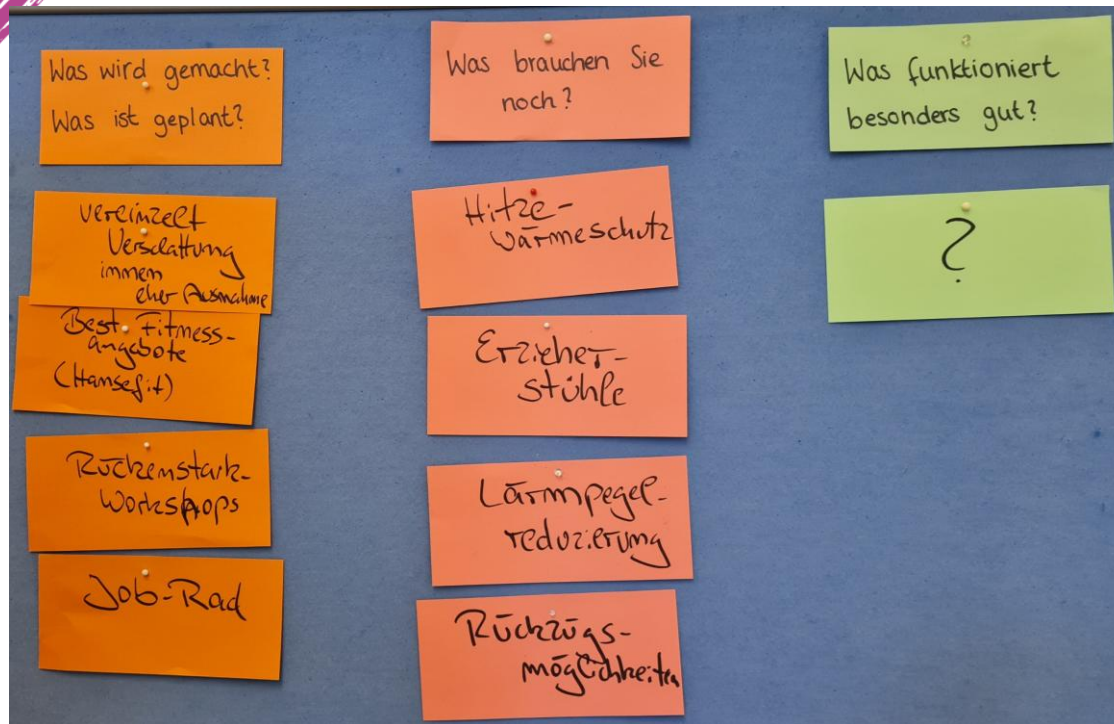 Was wird gemacht?
Was ist geplant?
vereinzelt
Verschattung
immen
eher Ausnahme
Best. Fitness-
angebote
(Hansefit)
Rückenstark-
Workshops
Job-Rad
Was brauchen Sie
noch?
Hitze-
wärmeschutz
Erzieher-
stühle
Lärmpegel-
reduzierung
Rückzugs-
möglichkeiten
Was funktioniert
besonders gut?
?